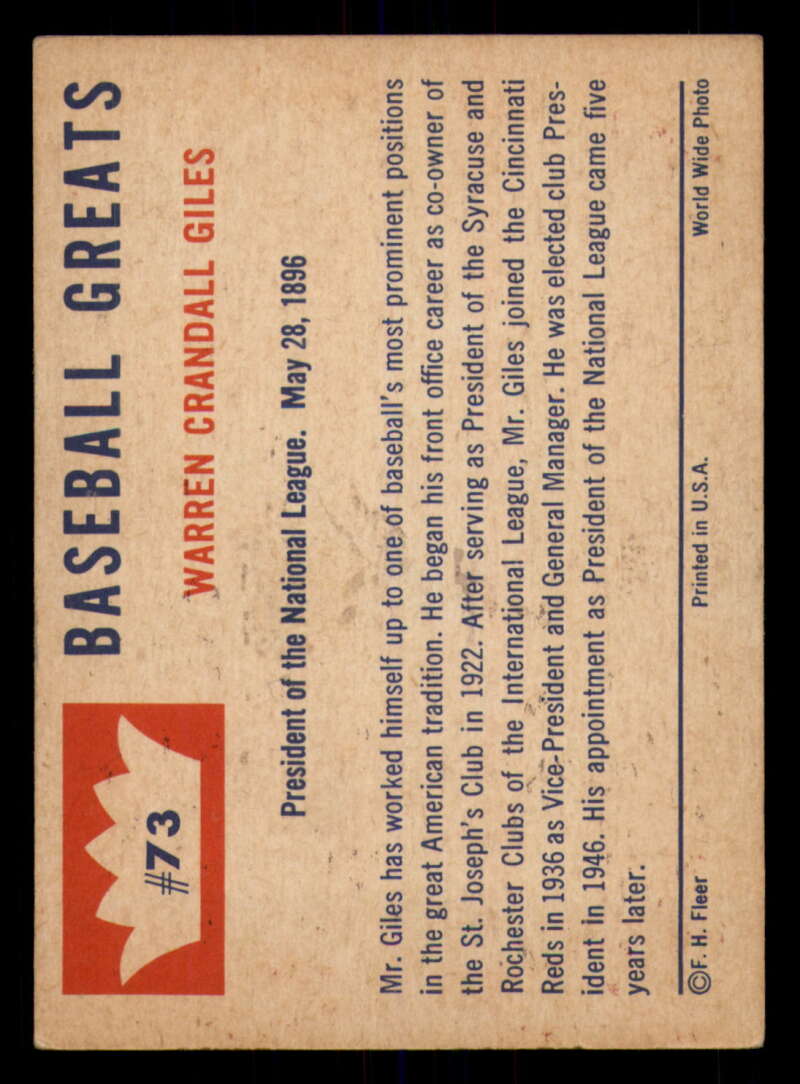 #73
BASEBALL GREATS
WARREN CRANDALL GILES
President of the National League. May 28, 1896
Mr. Giles has worked himself up to one of baseball's most prominent positions
in the great American tradition. He began his front office career as co-owner of
the St. Joseph's Club in 1922. After serving as President of the Syracuse and
Rochester Clubs of the International League, Mr. Giles joined the Cincinnati
Reds in 1936 as Vice-President and General Manager. He was elected club Pres-
ident in 1946. His appointment as President of the National League came five
years later.
©F. H. Fleer Printed in U.S.A. World Wide Photo